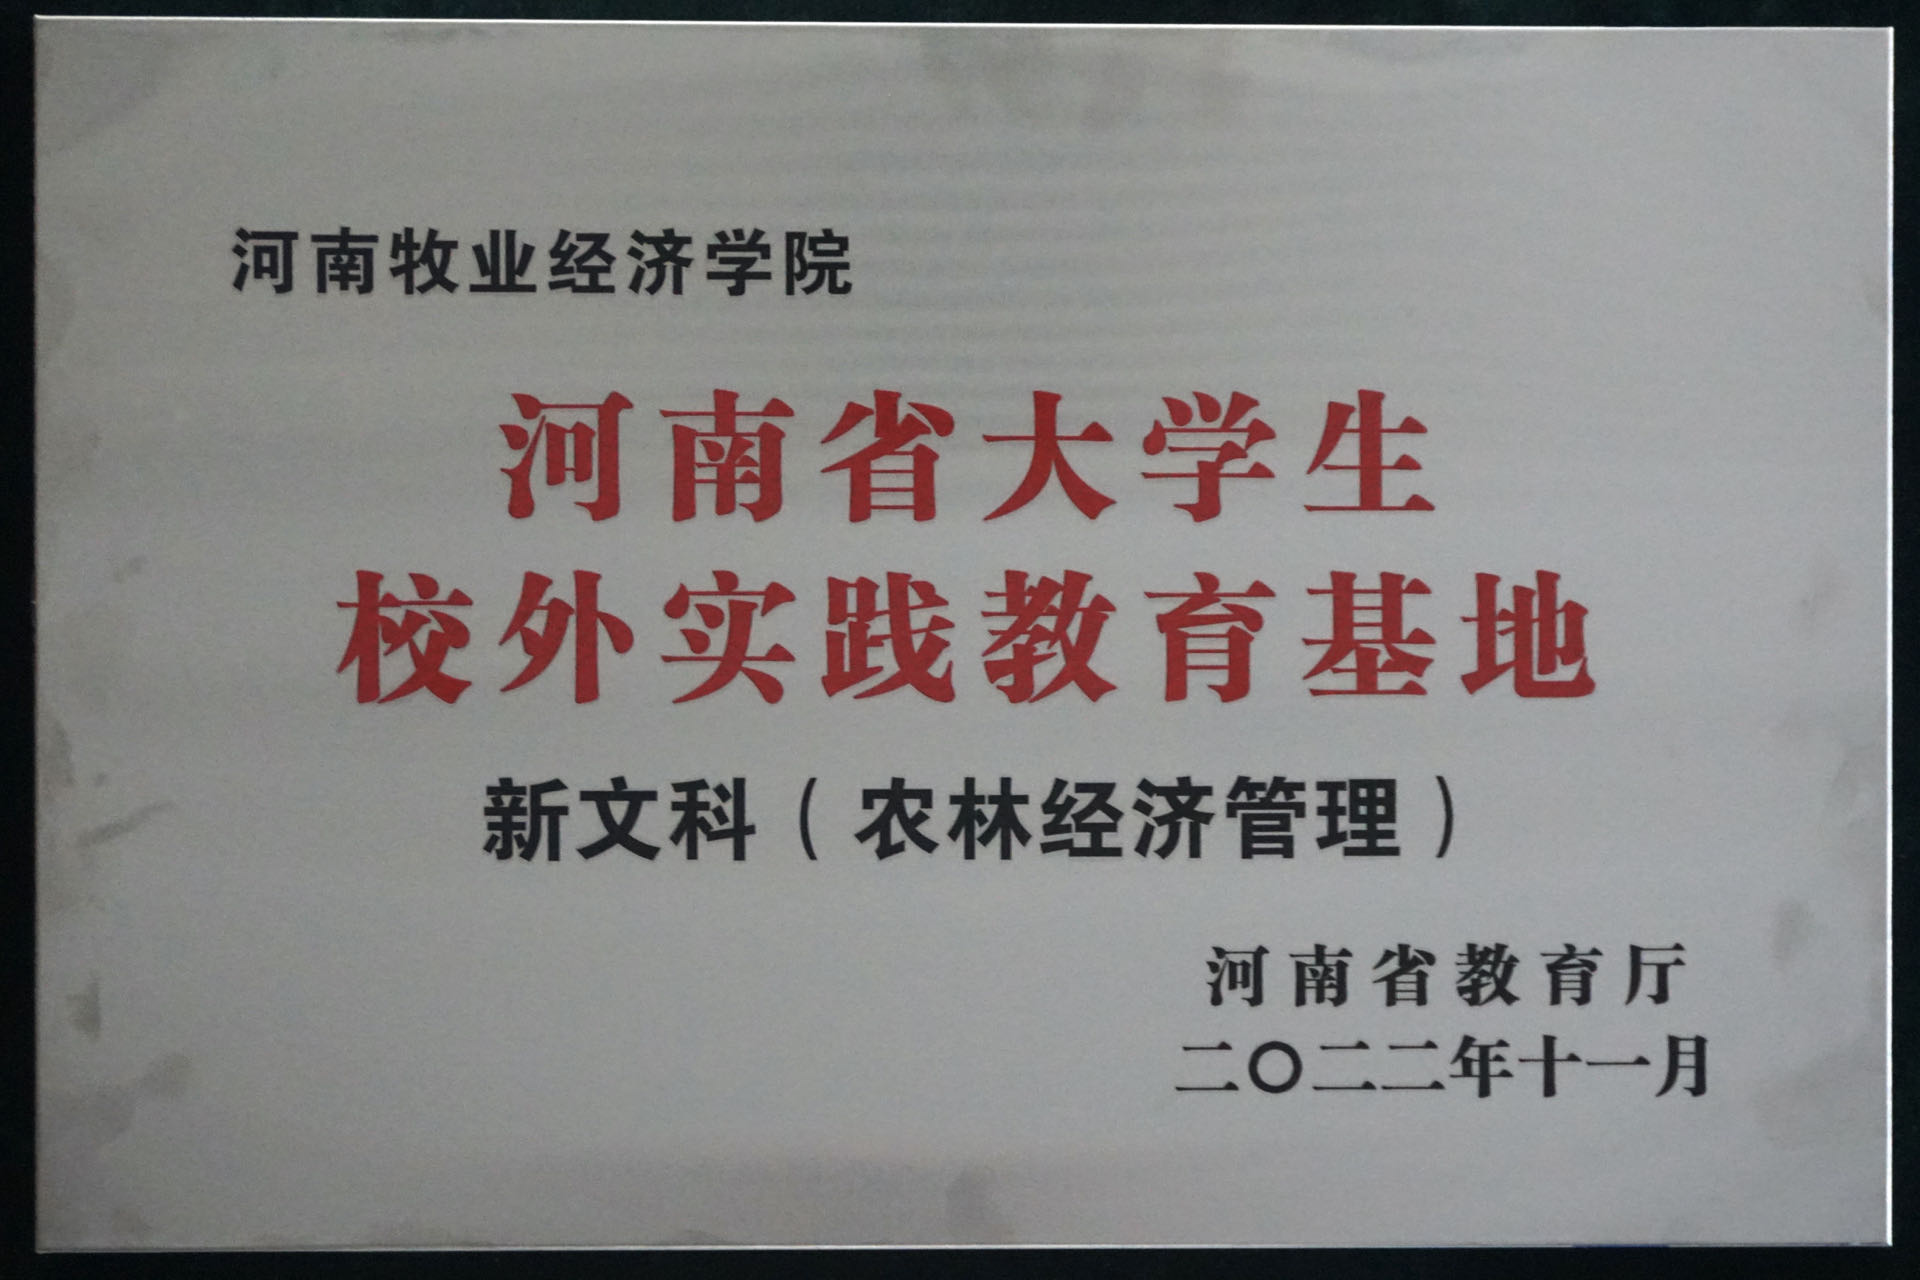 河南牧业经济学院
河南省大学生
校外实践教育基地
新文科（农林经济管理）
河南省教育厅
二〇二二年十一月